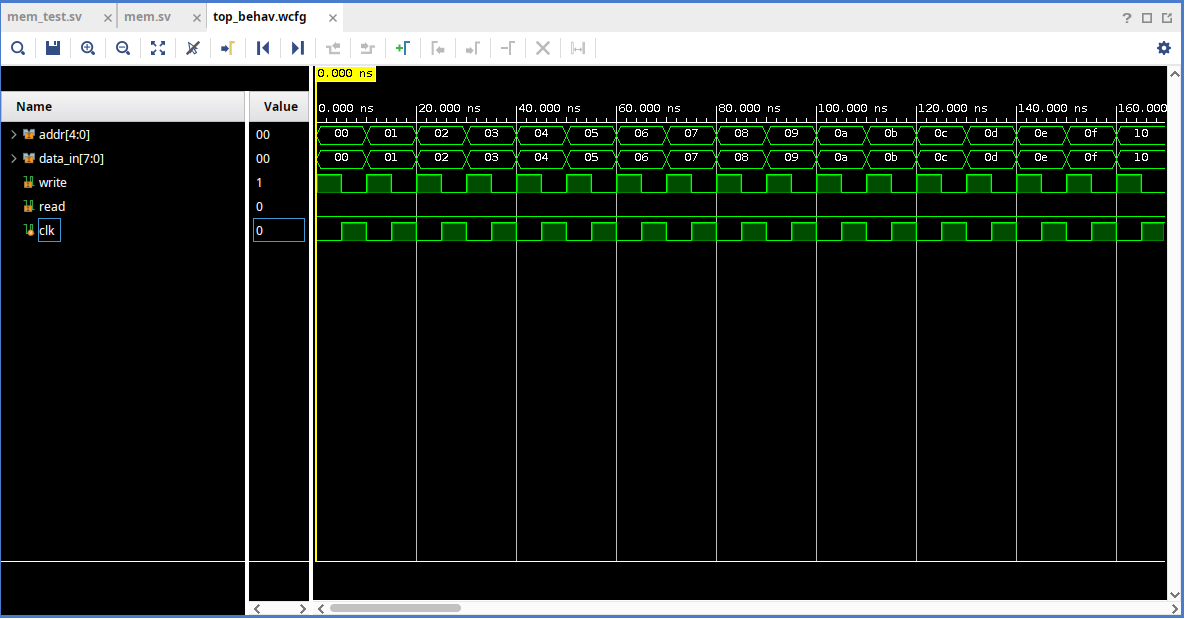 mem_test.sv × mem.sv × top_behav.wcfg × ?
0.000 ns
Name Value 0.000 ns 20.000 ns 40.000 ns 60.000 ns 80.000 ns 100.000 ns 120.000 ns 140.000 ns 160.000
addr[4:0] 00 00 01 02 03 04 05 06 07 08 09 0a 0b 0c 0d 0e 0f 10
data_in[7:0] 00 00 01 02 03 04 05 06 07 08 09 0a 0b 0c 0d 0e 0f 10
write 1
read 0
clk 0